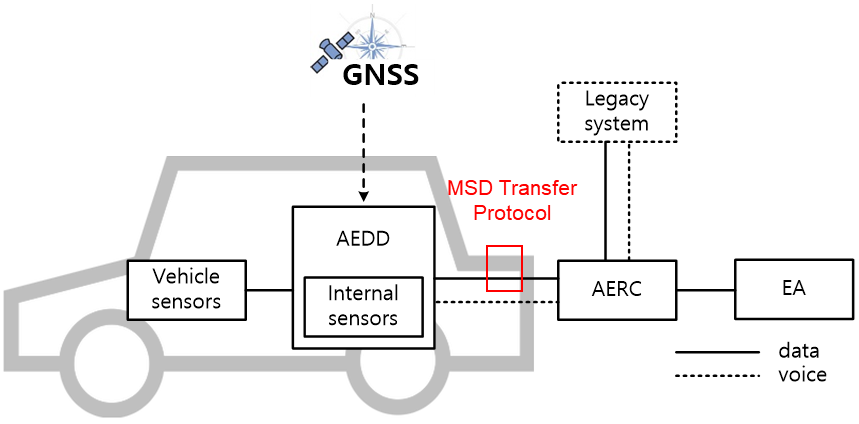 N
GNSS
Legacy
system
MSD Transfer
Protocol
AEDD
Vehicle
sensors
Internal
sensors
AERC
EA
data
voice